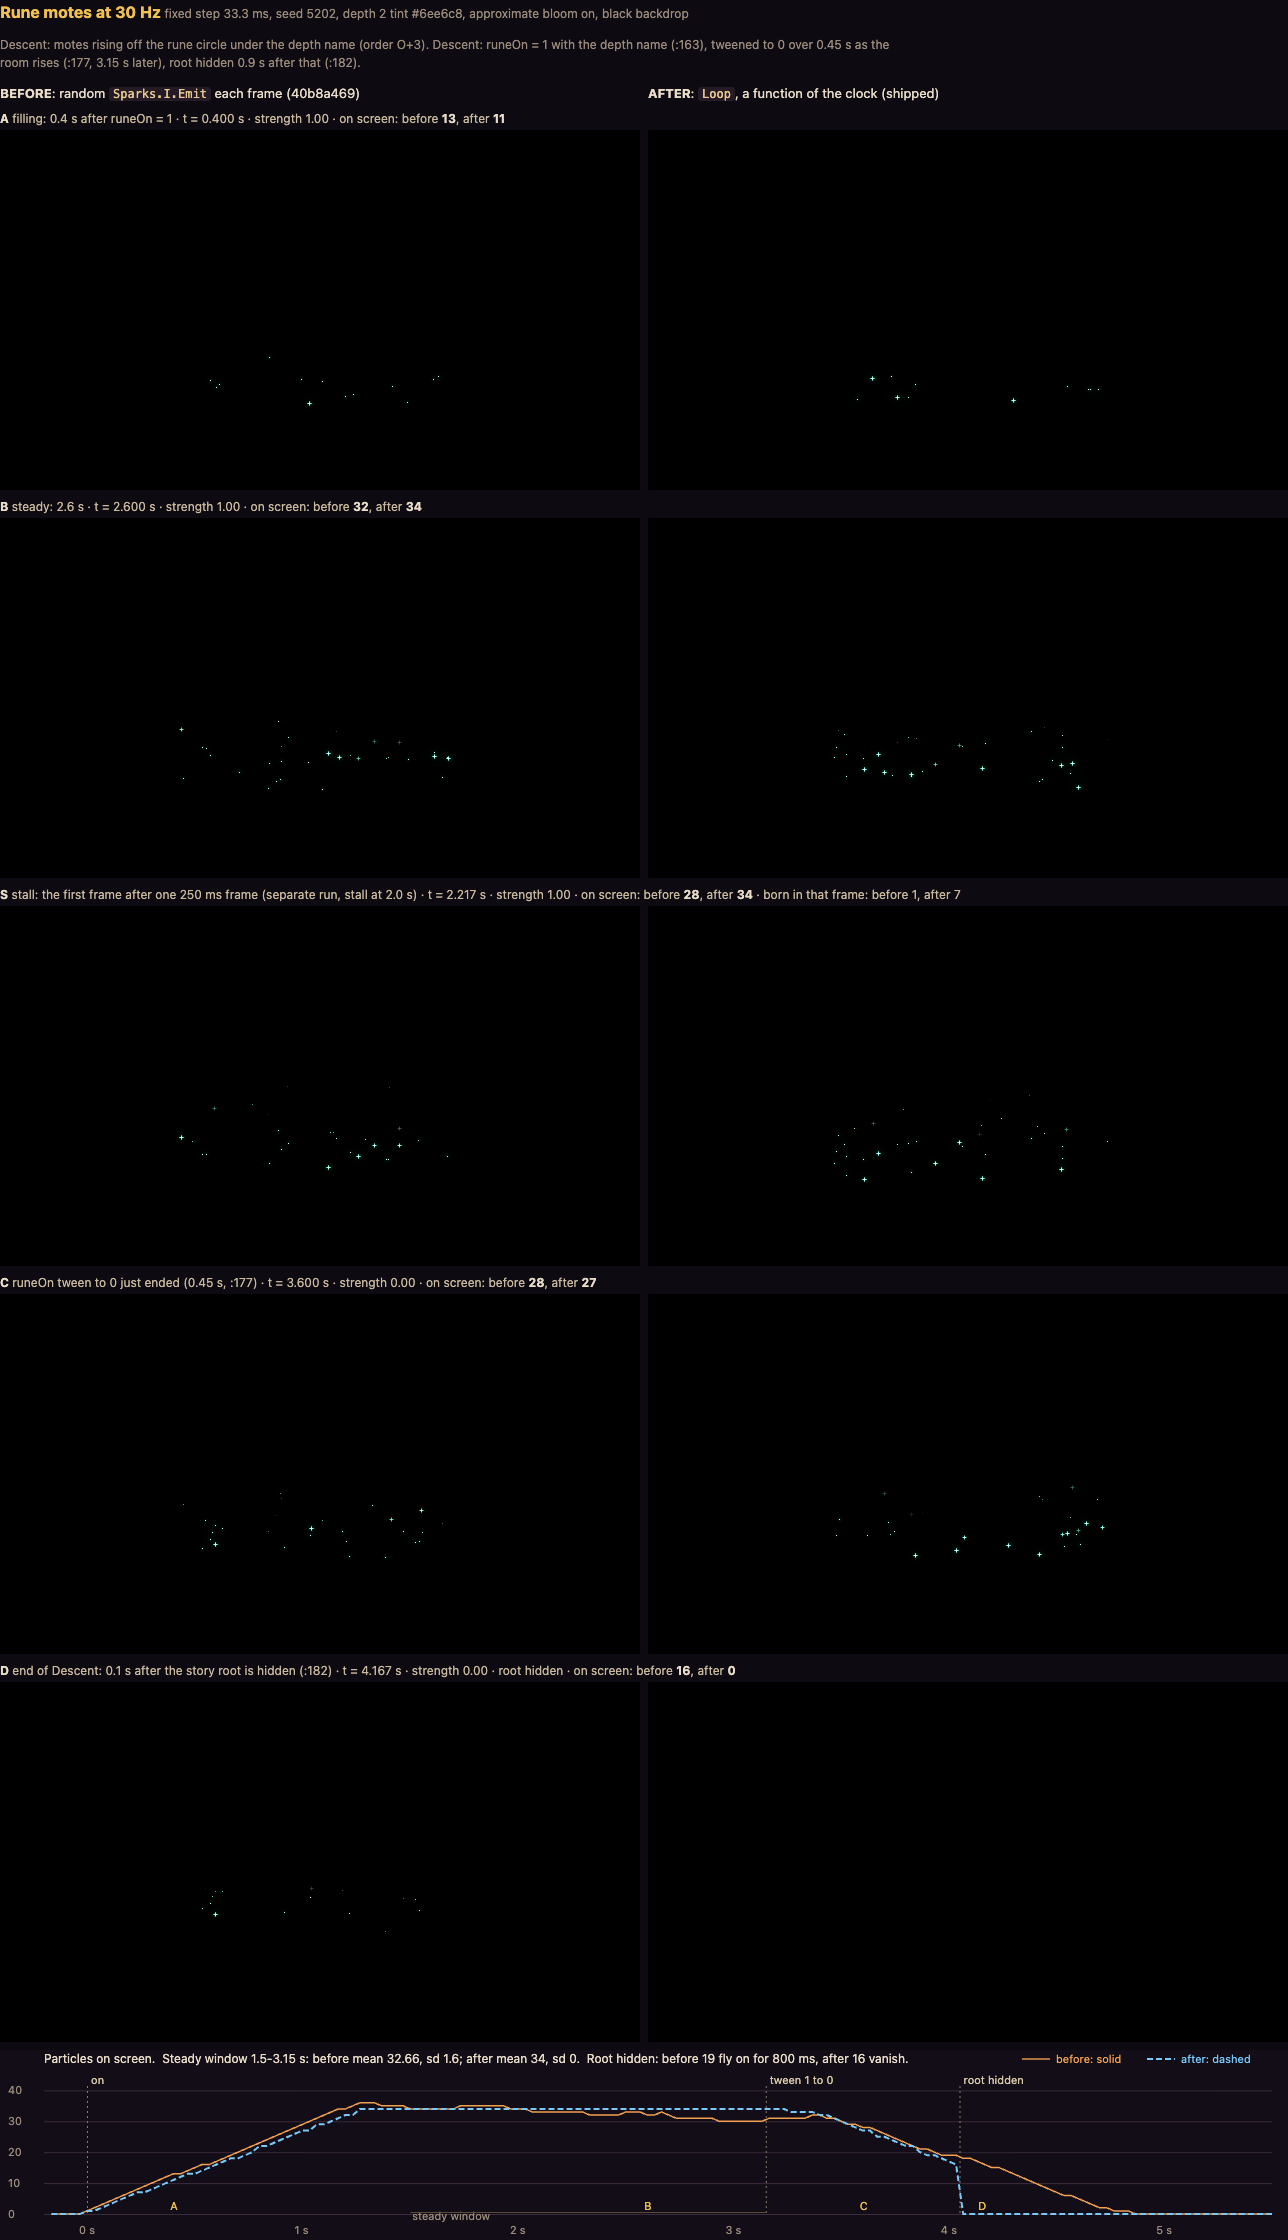 Rune motes at 30 Hz fixed step 33.3 ms, seed 5202, depth 2 tint #6ee6c8, approximate bloom on, black backdrop
Descent: motes rising off the rune circle under the depth name (order O+3). Descent: runeOn = 1 with the depth name (:163), tweened to 0 over 0.45 s as the
room rises (:177, 3.15 s later), root hidden 0.9 s after that (:182).
BEFORE: random Sparks.I.Emit each frame (40b8a469)
AFTER: Loop, a function of the clock (shipped)
A filling: 0.4 s after runeOn = 1 · t = 0.400 s · strength 1.00 · on screen: before 13, after 11
B steady: 2.6 s · t = 2.600 s · strength 1.00 · on screen: before 32, after 34
S stall: the first frame after one 250 ms frame (separate run, stall at 2.0 s) · t = 2.217 s · strength 1.00 · on screen: before 28, after 34 · born in that frame: before 1, after 7
C runeOn tween to 0 just ended (0.45 s, :177) · t = 3.600 s · strength 0.00 · on screen: before 28, after 27
D end of Descent: 0.1 s after the story root is hidden (:182) · t = 4.167 s · strength 0.00 · root hidden · on screen: before 16, after 0
Particles on screen. Steady window 1.5-3.15 s: before mean 32.66, sd 1.6; after mean 34, sd 0. Root hidden: before 19 fly on for 800 ms, after 16 vanish.
before: solid
after: dashed
on
tween 1 to 0
root hidden
40
30
20
10
0
A
B
C
D
steady window
0 s
1 s
2 s
3 s
4 s
5 s